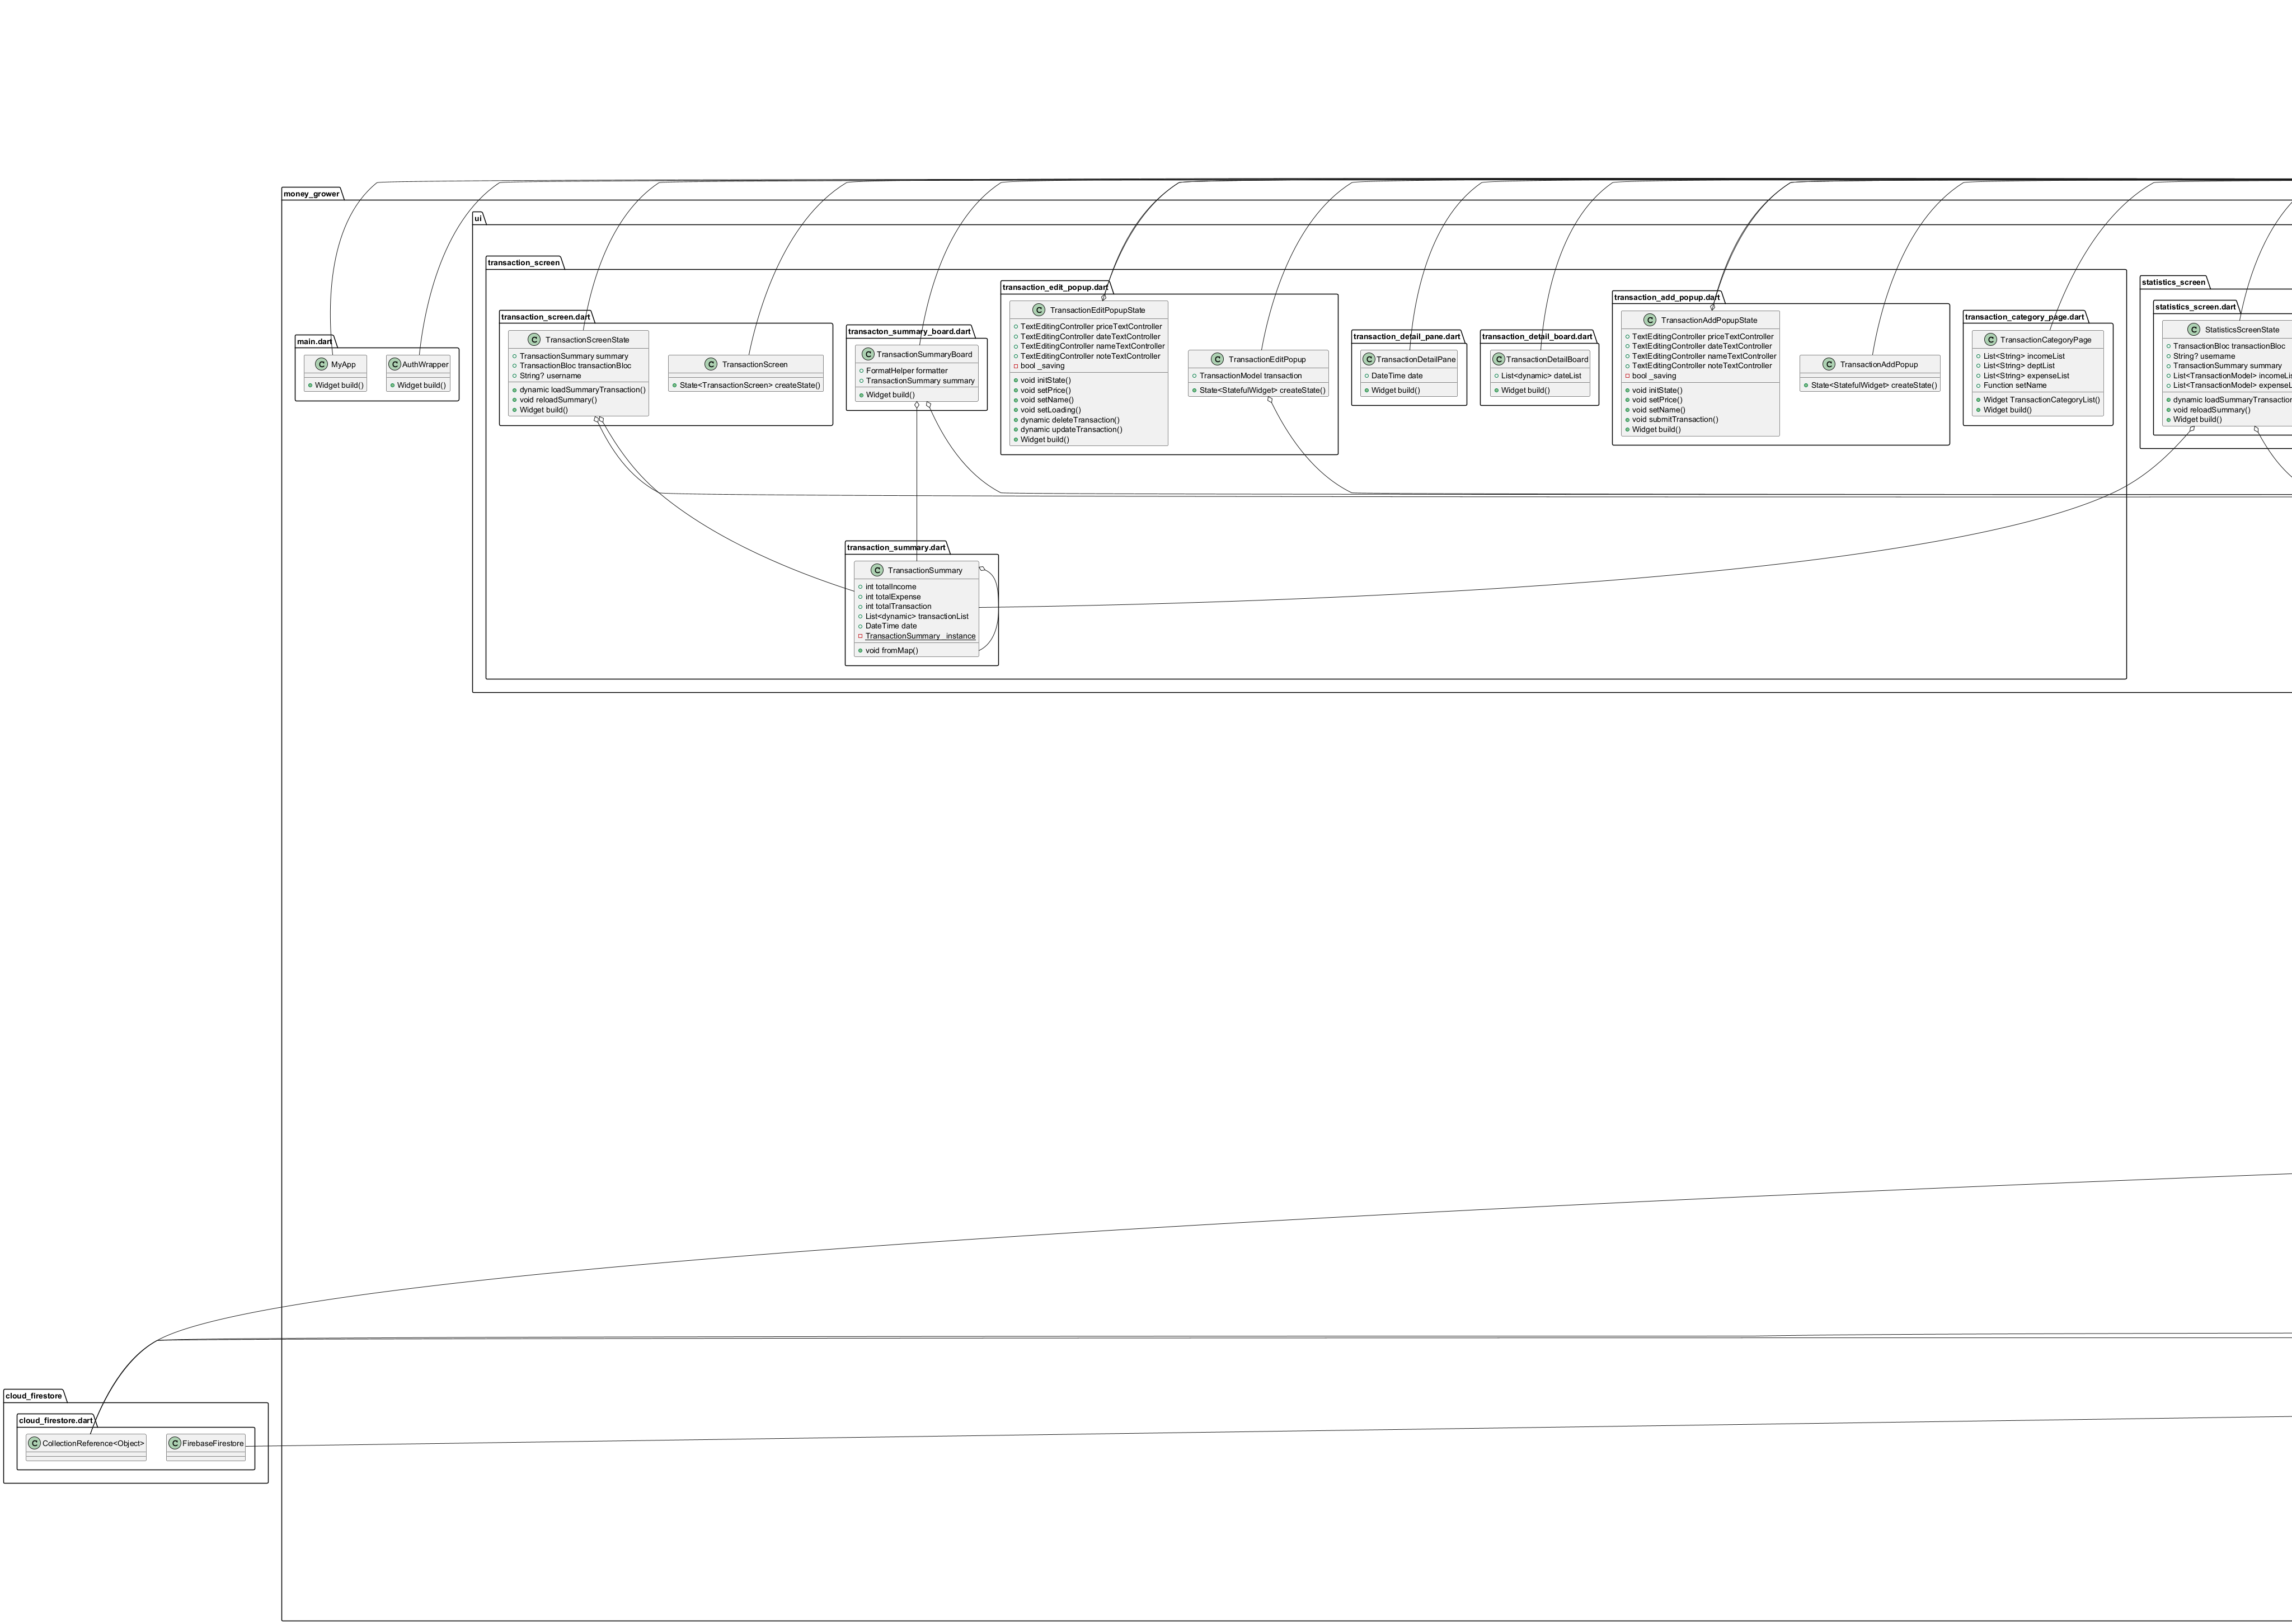 money_grower
ui
transaction_screen
main.dart
C MyApp
Widget build()
C AuthWrapper
Widget build()
transaction_screen.dart
C TransactionScreenState
TransactionSummary summary
TransactionBloc transactionBloc
String? username
dynamic loadSummaryTransaction()
void reloadSummary()
Widget build()
C TransactionScreen
State<TransactionScreen> createState()
transacton_summary_board.dart
C TransactionSummaryBoard
FormatHelper formatter
TransactionSummary summary
Widget build()
transaction_edit_popup.dart
C TransactionEditPopupState
TextEditingController priceTextController
TextEditingController dateTextController
TextEditingController nameTextController
TextEditingController noteTextController
bool _saving
void initState()
void setPrice()
void setName()
void setLoading()
dynamic deleteTransaction()
dynamic updateTransaction()
Widget build()
C TransactionEditPopup
TransactionModel transaction
State<StatefulWidget> createState()
transaction_detail_pane.dart
C TransactionDetailPane
DateTime date
Widget build()
transaction_detail_board.dart
C TransactionDetailBoard
List<dynamic> dateList
Widget build()
transaction_add_popup.dart
C TransactionAddPopupState
TextEditingController priceTextController
TextEditingController dateTextController
TextEditingController nameTextController
TextEditingController noteTextController
bool _saving
void initState()
void setPrice()
void setName()
void submitTransaction()
Widget build()
C TransactionAddPopup
State<StatefulWidget> createState()
transaction_category_page.dart
C TransactionCategoryPage
List<String> incomeList
List<String> deptList
List<String> expenseList
Function setName
Widget TransactionCategoryList()
Widget build()
statistics_screen
statistics_screen.dart
C StatisticsScreenState
TransactionBloc transactionBloc
String? username
TransactionSummary summary
List<TransactionModel> incomeLis
List<TransactionModel> expenseL
dynamic loadSummaryTransaction
void reloadSummary()
Widget build()
transaction_summary.dart
C TransactionSummary
int totalIncome
int totalExpense
int totalTransaction
List<dynamic> transactionList
DateTime date
TransactionSummary _instance
void fromMap()
cloud_firestore
cloud_firestore.dart
C CollectionReference<Object>
C FirebaseFirestore